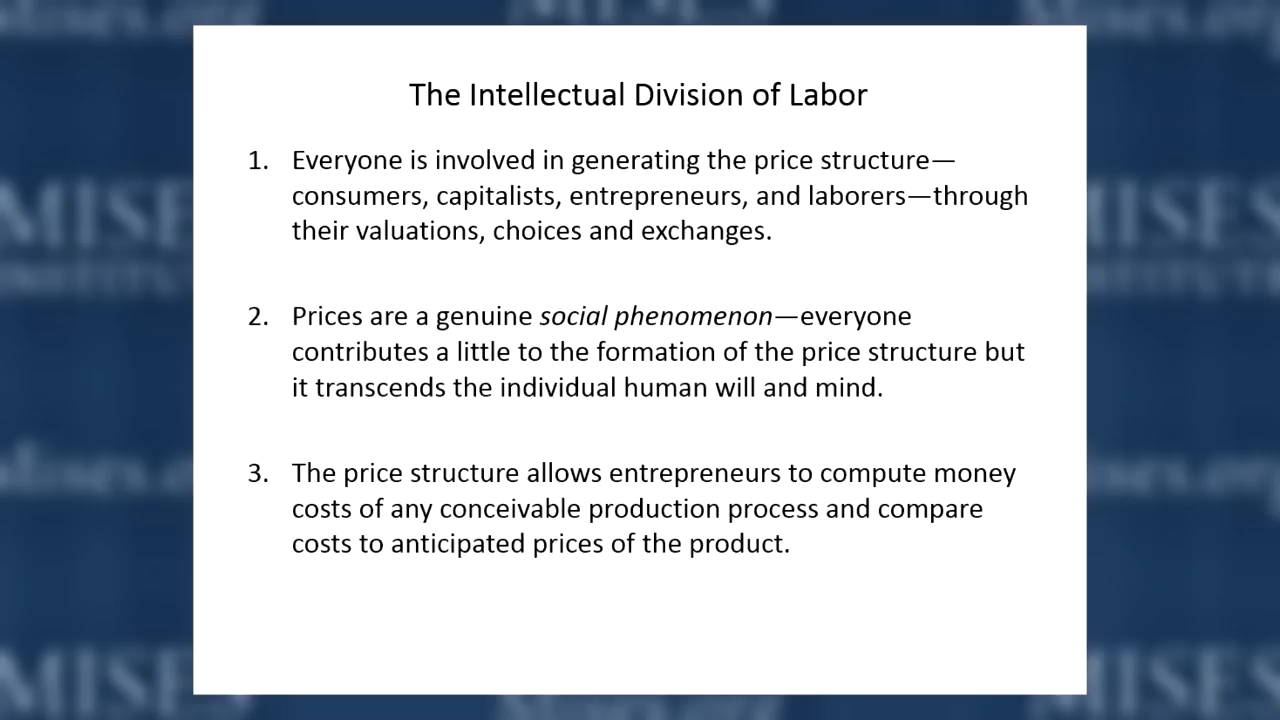 The Intellectual Division of Labor
1. Everyone is involved in generating the price structure—
consumers, capitalists, entrepreneurs, and laborers—through
their valuations, choices and exchanges.
2. Prices are a genuine social phenomenon—everyone
contributes a little to the formation of the price structure but
it transcends the individual human will and mind.
3. The price structure allows entrepreneurs to compute money
costs of any conceivable production process and compare
costs to anticipated prices of the product.